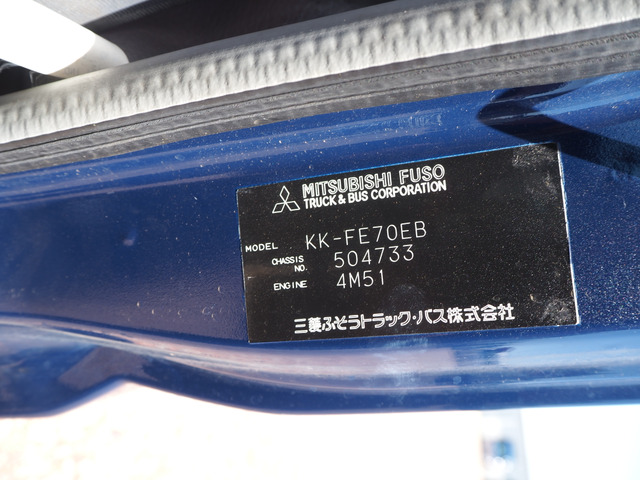 MITSUBISHI FUSO
TRUCK & BUS CORPORATION
MODEL KK-FE70EB
CHASSIS NO. 504733
ENGINE 4M51
三菱ふそうトラック・バス株式会社